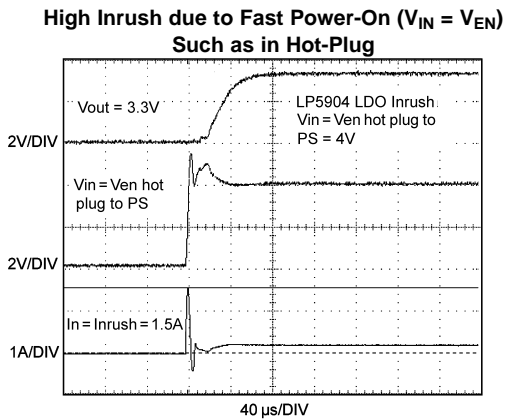 High Inrush due to Fast Power-On (VIN = VEN)
Such as in Hot-Plug
Vout = 3.3V
LP5904 LDO Inrush
Vin = Ven hot plug to
PS = 4V
2V/DIV
Vin = Ven hot
plug to PS
2V/DIV
In = Inrush = 1.5A
1A/DIV
40 µs/DIV